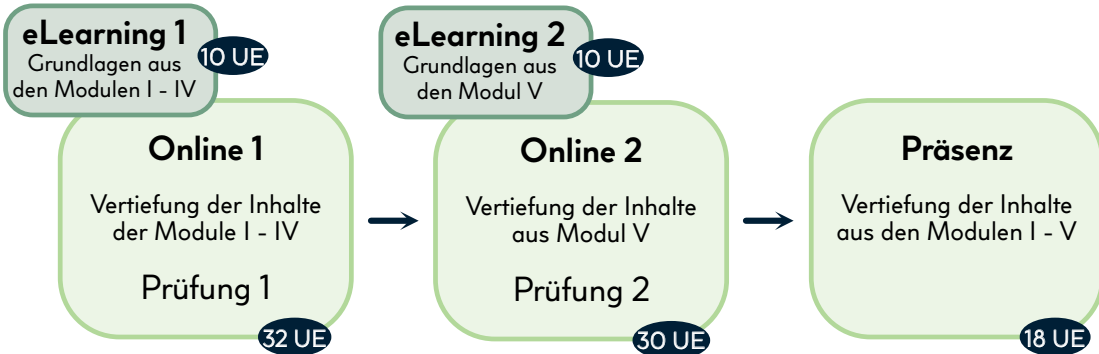 eLearning 1
Grundlagen aus
den Modulen I - IV
10 UE
Online 1
Vertiefung der Inhalte
der Module I - IV
Prüfung 1
32 UE
eLearning 2
Grundlagen aus
den Modul V
10 UE
Online 2
Vertiefung der Inhalte
aus Modul V
Prüfung 2
30 UE
Präsenz
Vertiefung der Inhalte
aus den Modulen I - V
18 UE